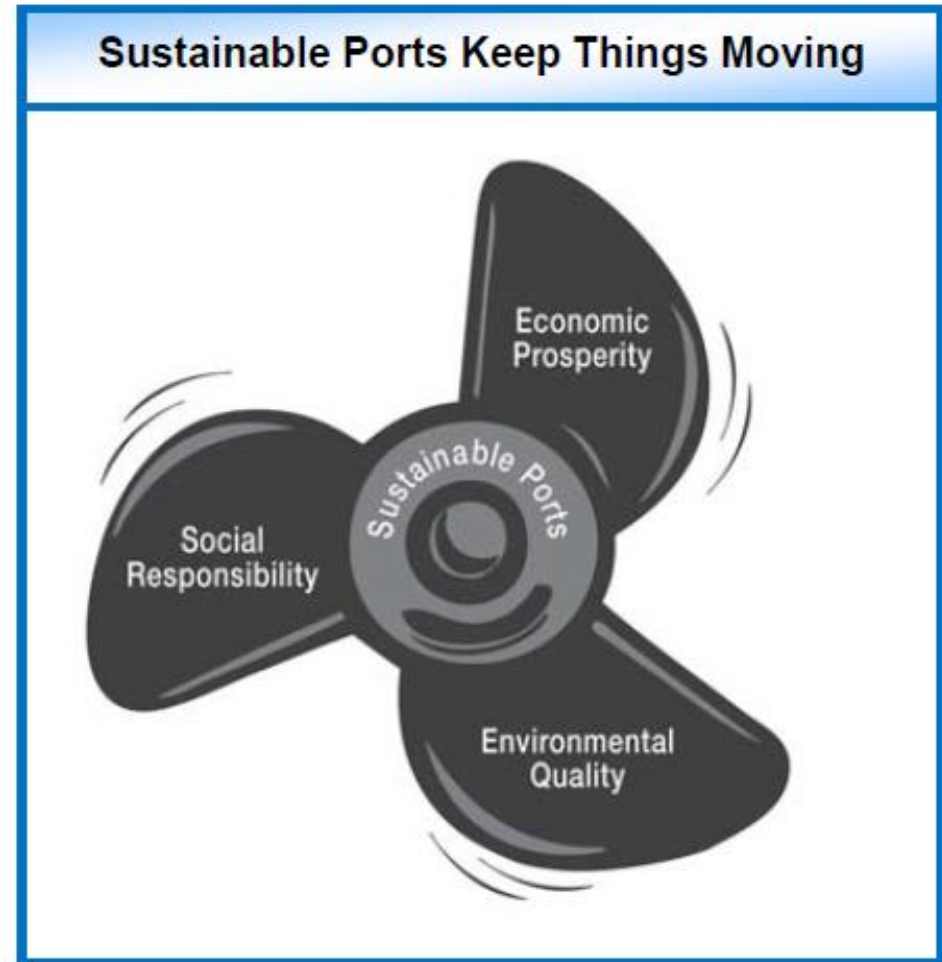 Sustainable Ports Keep Things Moving
Economic
Prosperity
Sustainable Ports
Social
Responsibility
Environmental
Quality